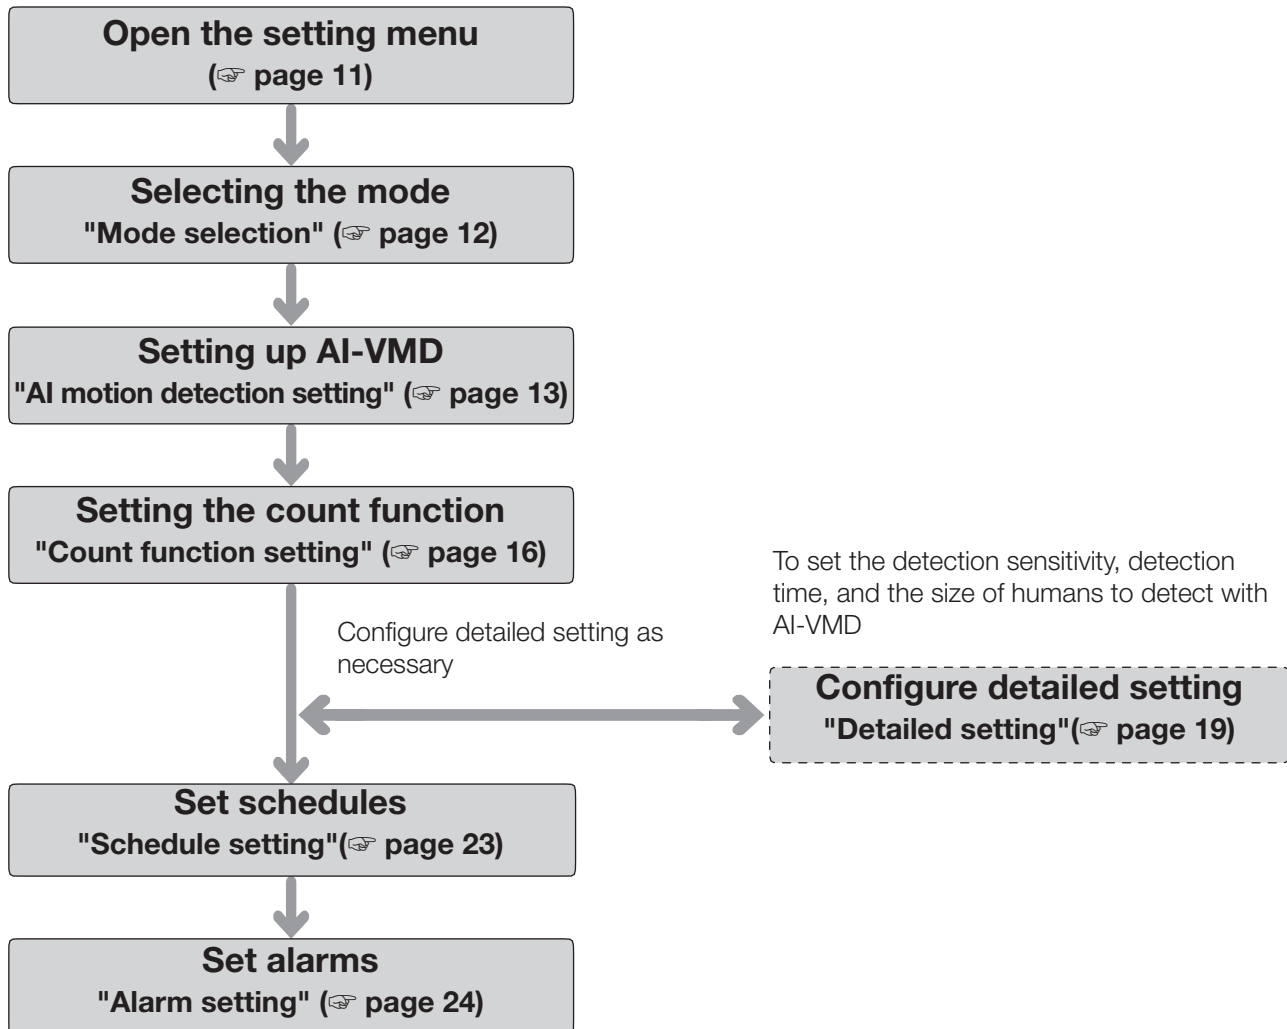 Open the setting menu
(☞ page 11)
Selecting the mode
"Mode selection" (☞ page 12)
Setting up AI-VMD
"AI motion detection setting" (☞ page 13)
Setting the count function
"Count function setting" (☞ page 16)
Configure detailed setting as
necessary
To set the detection sensitivity, detection
time, and the size of humans to detect with
AI-VMD
Configure detailed setting
"Detailed setting"(☞ page 19)
Set schedules
"Schedule setting"(☞ page 23)
Set alarms
"Alarm setting" (☞ page 24)